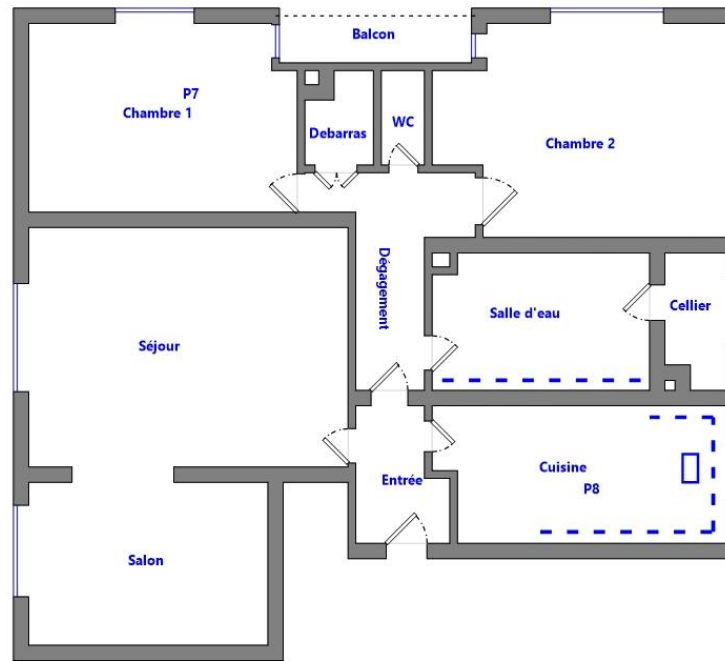 Balcon
P7
Chambre 1
Debarras
WC
Chambre 2
Dégagement
Salle d'eau
Cellier
Séjour
Entrée
Cuisine
P8
Salon